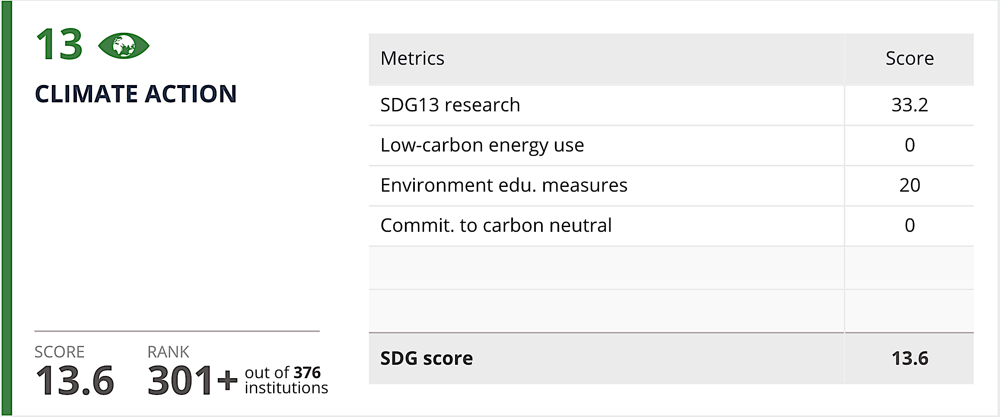 13
CLIMATE ACTION
SCORE
13.6
RANK
301+ out of 376 institutions
Metrics Score
SDG13 research 33.2
Low-carbon energy use 0
Environment edu. measures 20
Commit. to carbon neutral 0
SDG score 13.6